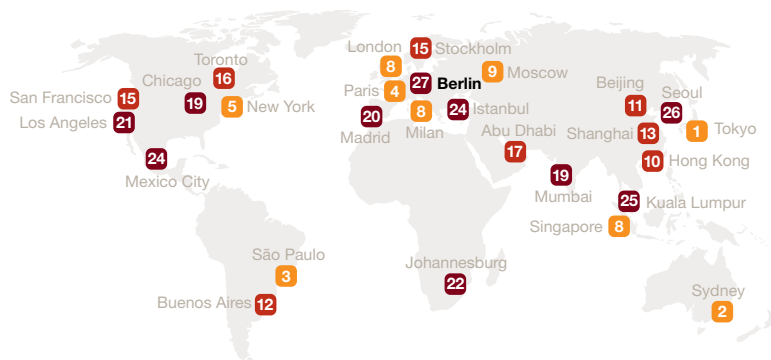 London
8
15 Stockholm
Toronto
16
Chicago
19
San Francisco 15
Los Angeles 21
5 New York
Paris 4
27 Berlin
9 Moscow
20
Madrid
8
Milan
24 Istanbul
Abu Dhabi
17
Beijing
11
Seoul
26
Shanghai 13
1 Tokyo
10 Hong Kong
24
Mexico City
19
Mumbai
25 Kuala Lumpur
Singapore 8
São Paulo
3
Buenos Aires 12
Johannesburg
22
Sydney
2